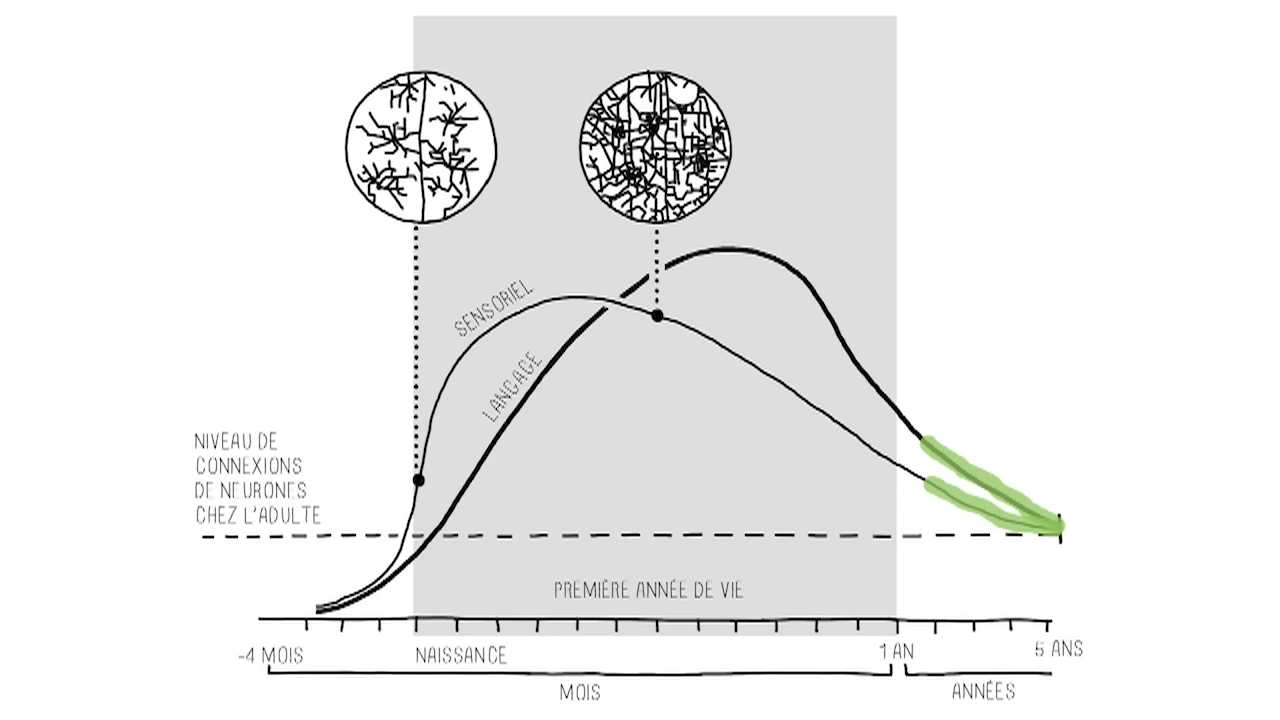 SENSORIEL
LANGAGE
NIVEAU DE
CONNEXIONS
DE NEURONES
CHEZ L'ADULTE
PREMIÈRE ANNÉE DE VIE
-4 MOIS
NAISSANCE
1 AN
5 ANS
MOIS
ANNÉES